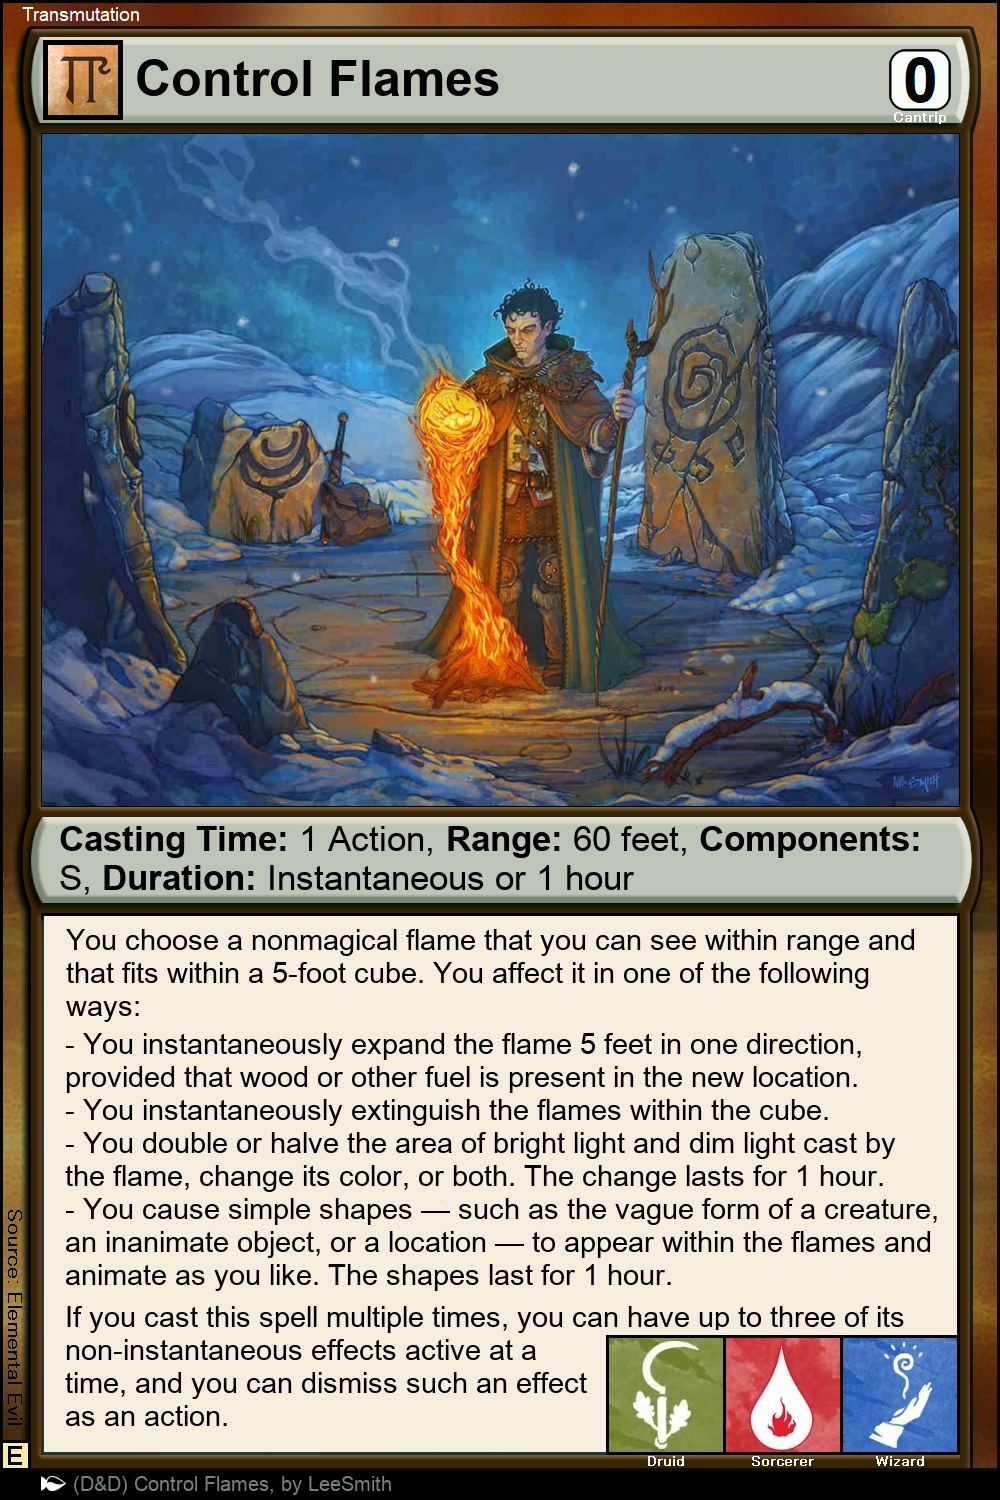 Transmutation
Control Flames
0
Cantrip
LEE SMITH
Casting Time: 1 Action, Range: 60 feet, Components:
S, Duration: Instantaneous or 1 hour
You choose a nonmagical flame that you can see within range and
that fits within a 5-foot cube. You affect it in one of the following
ways:
- You instantaneously expand the flame 5 feet in one direction,
provided that wood or other fuel is present in the new location.
- You instantaneously extinguish the flames within the cube.
- You double or halve the area of bright light and dim light cast by
the flame, change its color, or both. The change lasts for 1 hour.
- You cause simple shapes — such as the vague form of a creature,
an inanimate object, or a location — to appear within the flames and
animate as you like. The shapes last for 1 hour.
If you cast this spell multiple times, you can have up to three of its
non-instantaneous effects active at a
time, and you can dismiss such an effect
as an action.
Source: Elemental Evil
E
Druid
Sorcerer
Wizard
(D&D) Control Flames, by LeeSmith